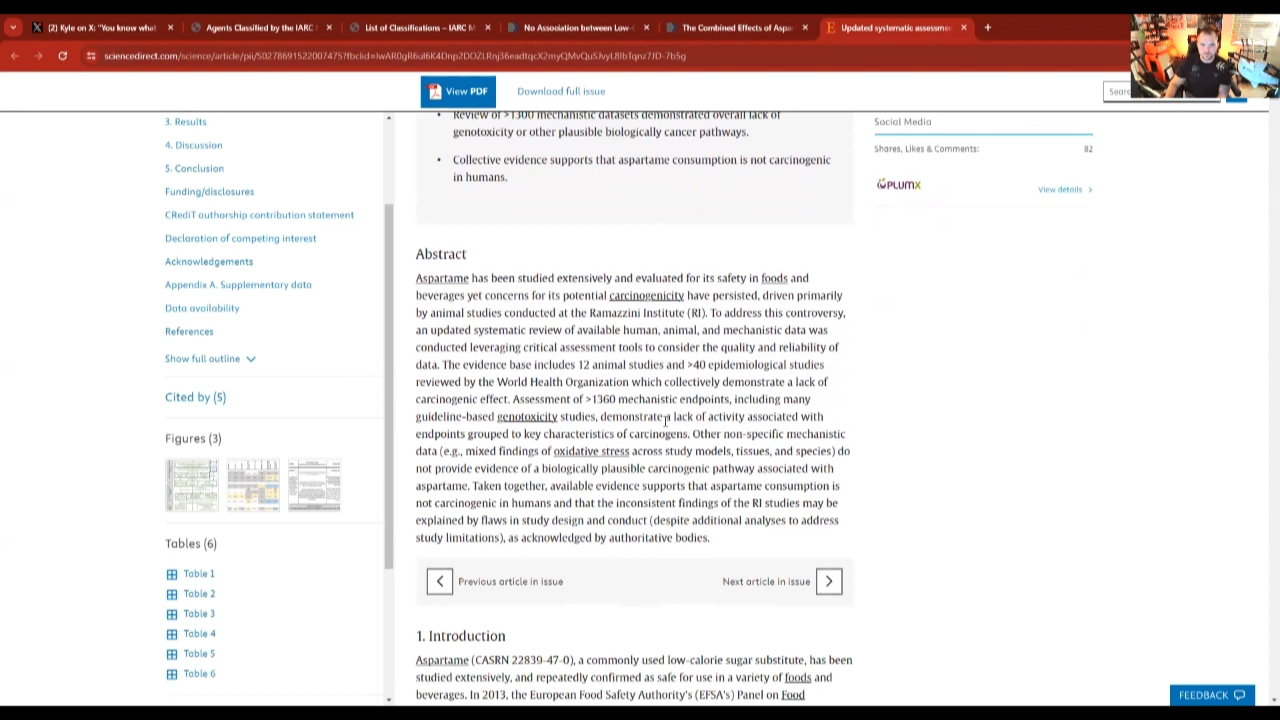 (2) Kyle on X: "You know what
Agents Classified by the IARC
List of Classifications – IARC M
No Association between Low-
The Combined Effects of Aspa
Updated systematic assessme
View PDF
Download full issue
Searc
3. Results
4. Discussion
5. Conclusion
Funding/disclosures
CRediT authorship contribution statement
Declaration of competing interest
Acknowledgements
Appendix A. Supplementary data
Data availability
References
Show full outline
Cited by (5)
Figures (3)
Tables (6)
Table 1
Table 2
Table 3
Table 4
Table 5
Table 6
• Review of >1300 mechanistic datasets demonstrated overall lack of
genotoxicity or other plausible biologically cancer pathways.
• Collective evidence supports that aspartame consumption is not carcinogenic
in humans.
Abstract
Aspartame has been studied extensively and evaluated for its safety in foods and
beverages yet concerns for its potential carcinogenicity have persisted, driven primarily
by animal studies conducted at the Ramazzini Institute (RI). To address this controversy,
an updated systematic review of available human, animal, and mechanistic data was
conducted leveraging critical assessment tools to consider the quality and reliability of
data. The evidence base includes 12 animal studies and >40 epidemiological studies
reviewed by the World Health Organization which collectively demonstrate a lack of
carcinogenic effect. Assessment of >1360 mechanistic endpoints, including many
guideline-based genotoxicity studies, demonstrate a lack of activity associated with
endpoints grouped to key characteristics of carcinogens. Other non-specific mechanistic
data (e.g., mixed findings of oxidative stress across study models, tissues, and species) do
not provide evidence of a biologically plausible carcinogenic pathway associated with
aspartame. Taken together, available evidence supports that aspartame consumption is
not carcinogenic in humans and that the inconsistent findings of the RI studies may be
explained by flaws in study design and conduct (despite additional analyses to address
study limitations), as acknowledged by authoritative bodies.
Previous article in issue
Next article in issue
1. Introduction
Aspartame (CASRN 22839-47-0), a commonly used low-calorie sugar substitute, has been
studied extensively, and repeatedly confirmed as safe for use in a variety of foods and
beverages. In 2013, the European Food Safety Authority's (EFSA's) Panel on Food
Social Media
Shares, Likes & Comments: 82
PLUMX
View details
FEEDBACK